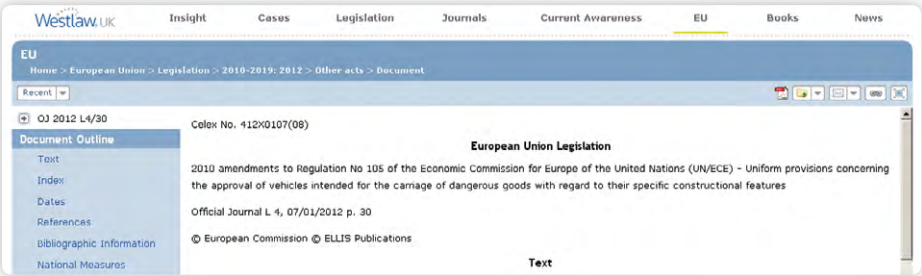 Westlaw.UK Insight Cases Legislation Journals Current Awareness EU Books News
EU
Home > European Union > Legislation > 2010-2019: 2012 > Other acts > Document
Recent
OJ 2012 L4/30
Document Outline
Text
Index
Dates
References
Bibliographic Information
National Measures
Celex No. 412X0107(08)
European Union Legislation
2010 amendments to Regulation No 105 of the Economic Commission for Europe of the United Nations (UN/ECE) - Uniform provisions concerning
the approval of vehicles intended for the carriage of dangerous goods with regard to their specific constructional features
Official Journal L 4, 07/01/2012 p. 30
© European Commission © ELLIS Publications
Text